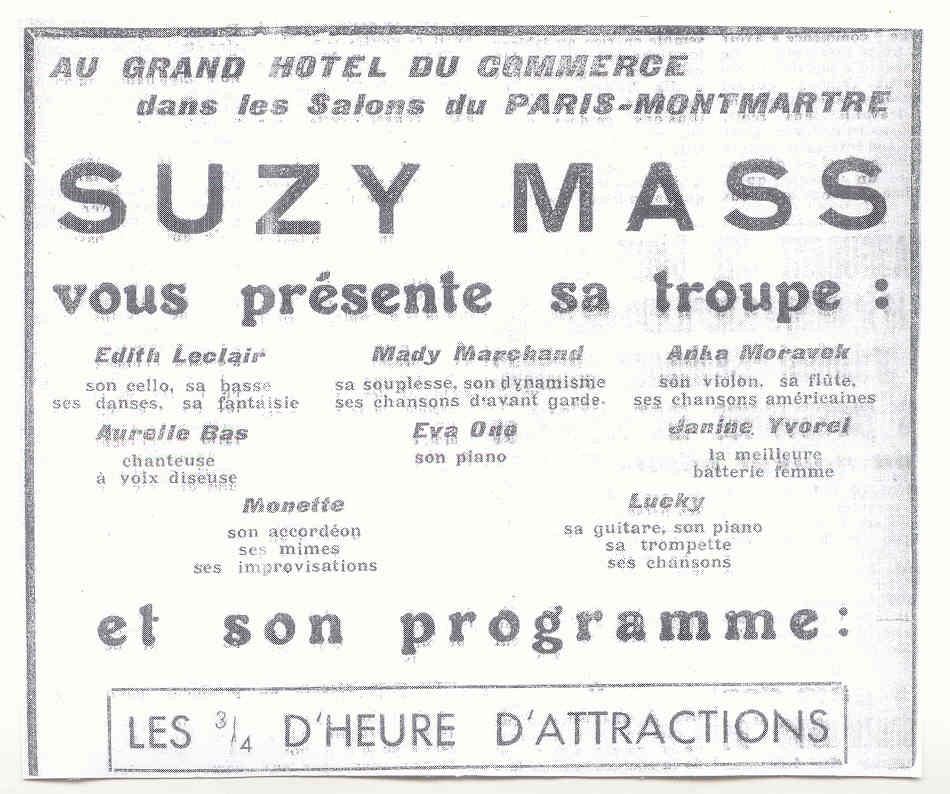 AU GRAND HOTEL DU COMMERCE
dans les Salons du PARIS-MONTMARTRE
SUZY MASS
vous présente sa troupe :
Edith Leclair
son cello, sa basse
ses danses, sa fantaisie
Mady Marchand
sa souplesse, son dynamisme
ses chansons d'avant garde.
Anka Moravek
son violon, sa flûte,
ses chansons américaines
Aurelle Bas
chanteuse
à voix diseuse
Eva Ono
son piano
Janine Yvorel
la meilleure
batterie femme
Monette
son accordéon
ses mimes
ses improvisations
Lucky
sa guitare, son piano
sa trompette
ses chansons
et son programme :
LES 3/4 D'HEURE D'ATTRACTIONS